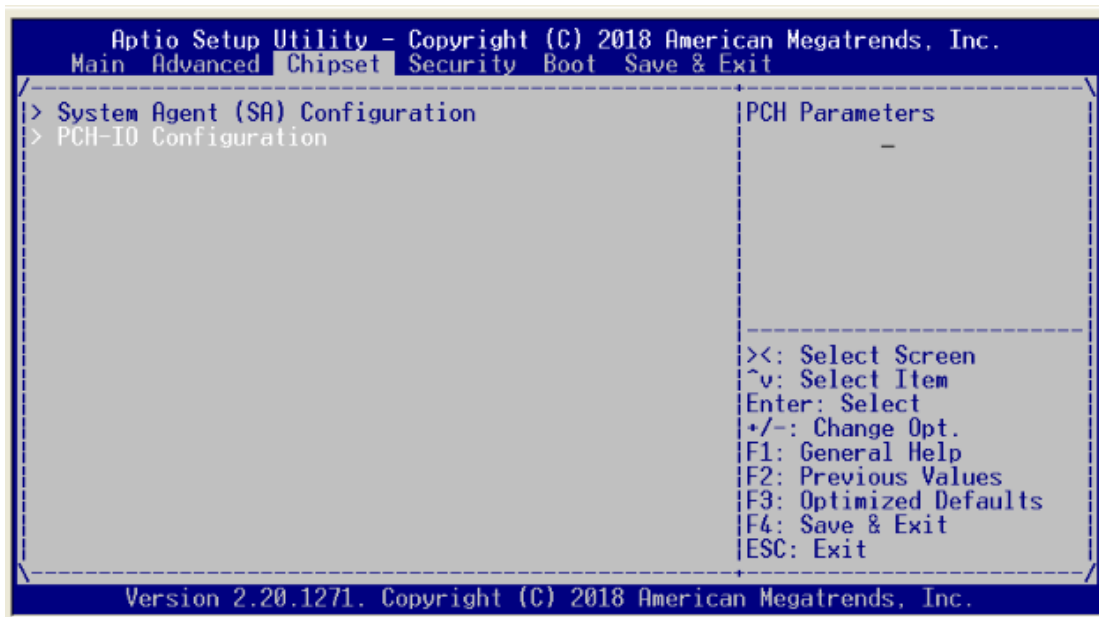 Aptio Setup Utility – Copyright (C) 2018 American Megatrends, Inc.
Main Advanced Chipset Security Boot Save & Exit
> System Agent (SA) Configuration
> PCH-IO Configuration
PCH Parameters
><: Select Screen
^v: Select Item
Enter: Select
+/-: Change Opt.
F1: General Help
F2: Previous Values
F3: Optimized Defaults
F4: Save & Exit
ESC: Exit
Version 2.20.1271. Copyright (C) 2018 American Megatrends, Inc.